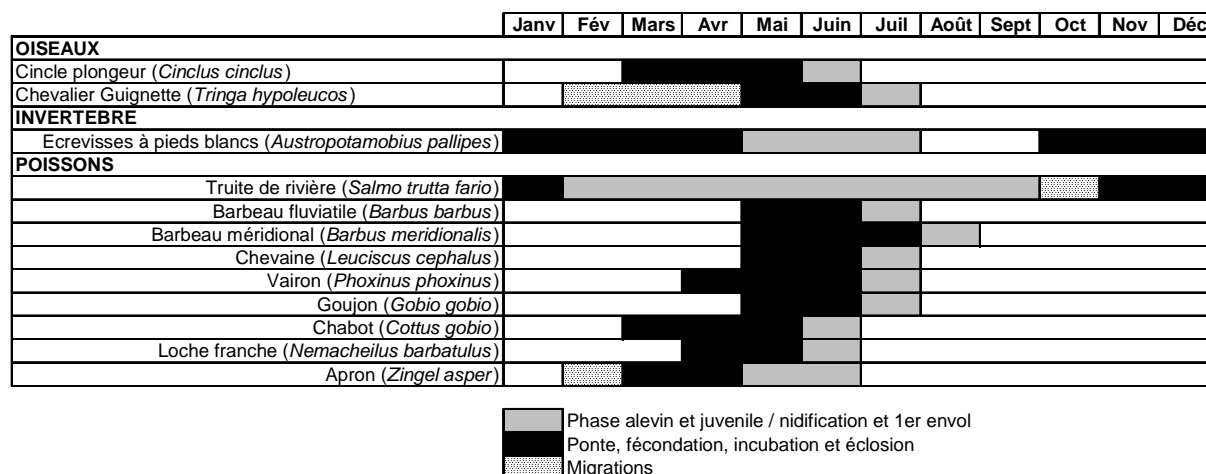 Janv Fév Mars Avr Mai Juin Juil Août Sept Oct Nov Déc
OISEAUX
Cincle plongeur (Cinclus cinclus)
Chevalier Guignette (Tringa hypoleucos)
INVERTEBRE
Ecrevisses à pieds blancs (Austropotamobius pallipes)
POISSONS
Truite de rivière (Salmo trutta fario)
Barbeau fluviatile (Barbus barbus)
Barbeau méridional (Barbus meridionalis)
Chevaine (Leuciscus cephalus)
Vairon (Phoxinus phoxinus)
Goujon (Gobio gobio)
Chabot (Cottus gobio)
Loche franche (Nemacheilus barbatulus)
Apron (Zingel asper)
Phase alevin et juvenile / nidification et 1er envol
Ponte, fécondation, incubation et éclosion
Migrations